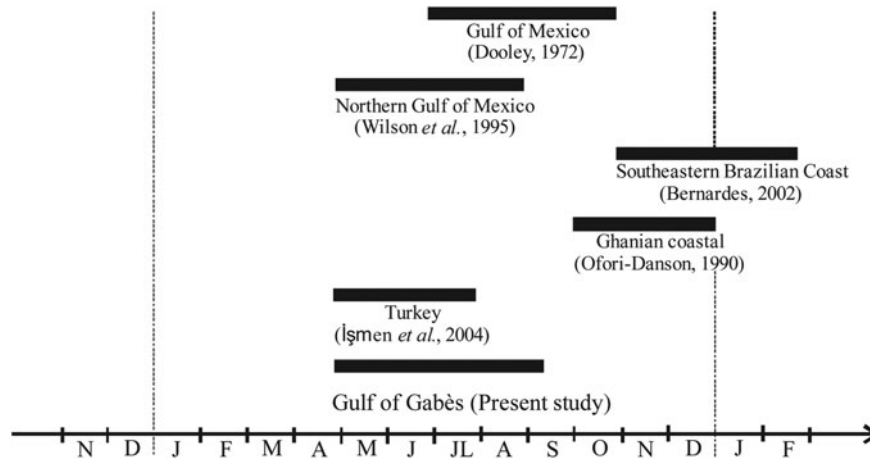 Gulf of Mexico
(Dooley, 1972)
Northern Gulf of Mexico
(Wilson et al., 1995)
Southeastern Brazilian Coast
(Bernardes, 2002)
Ghanian coastal
(Ofori-Danson, 1990)
Turkey
(İşmen et al., 2004)
Gulf of Gabès (Present study)
N D J F M A M J JL A S O N D J F